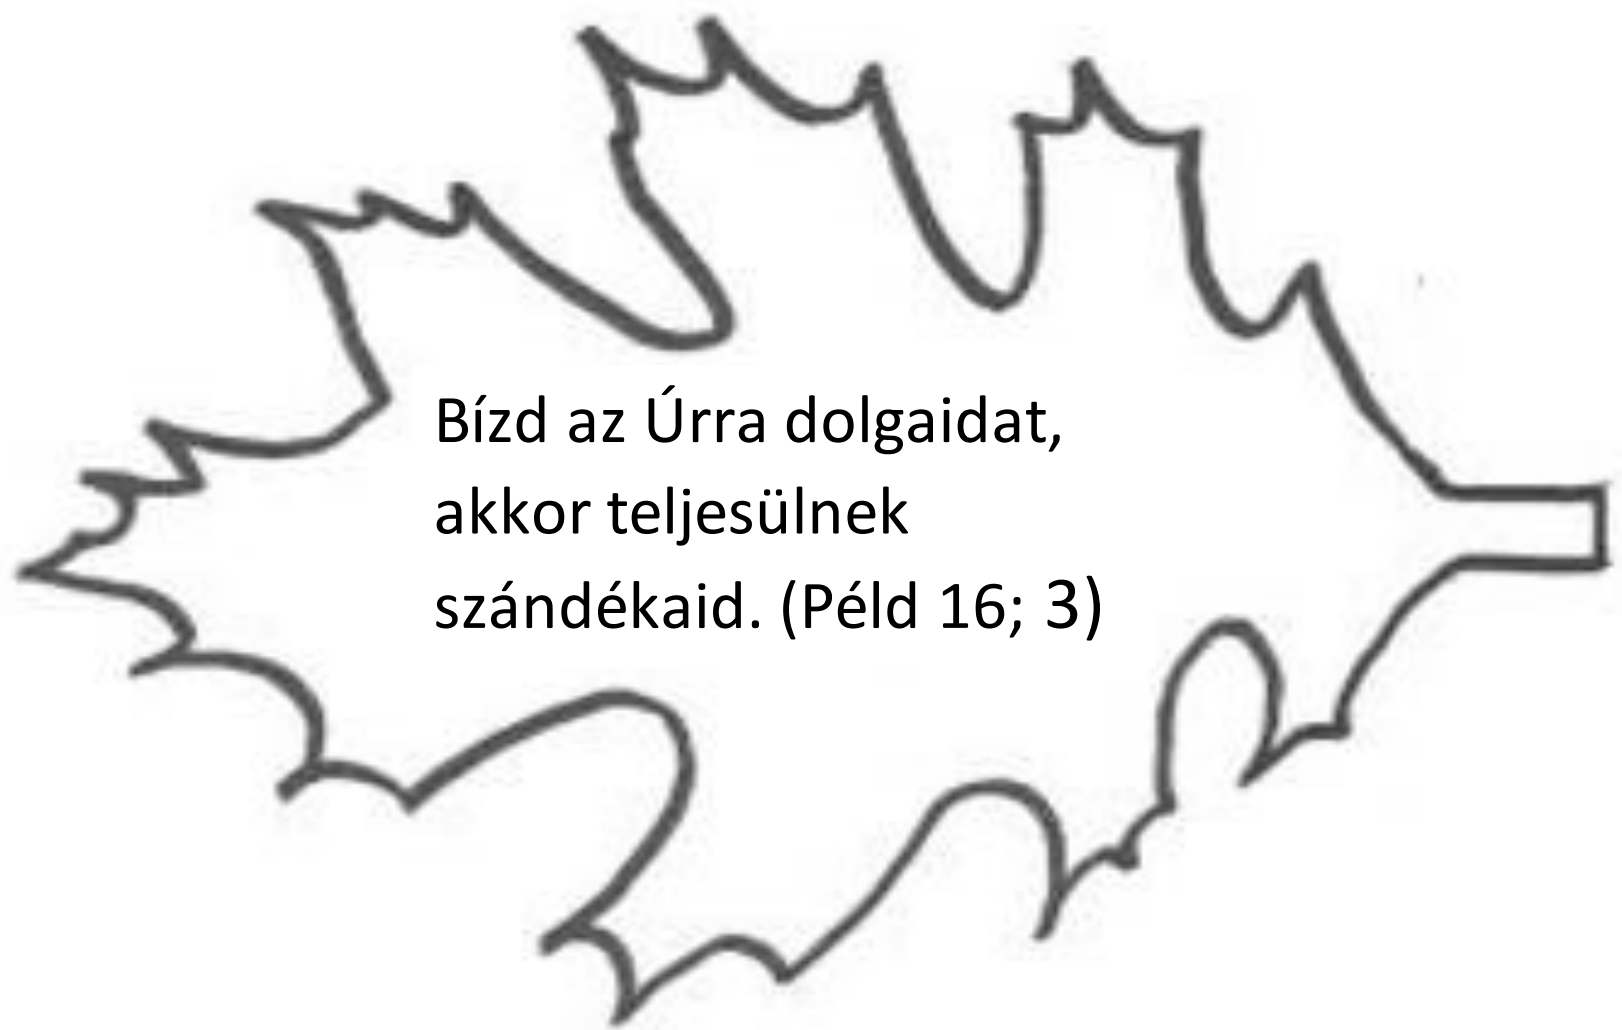 Bízd az Úrra dolgaidat,
akkor teljesülnek
szándékaid. (Péld 16; 3)